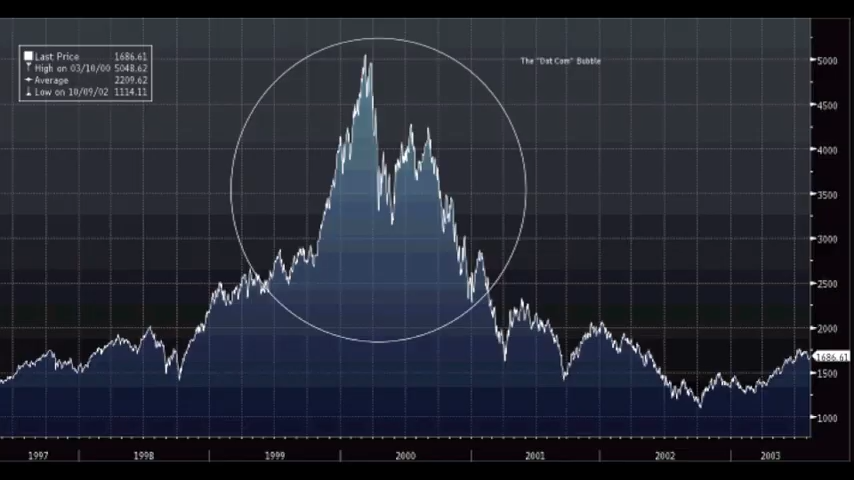 Last Price 1686.61
High on 03/10/00 5048.62
Average 2209.62
Low on 10/09/02 1114.11
The "Dot Com" Bubble
5000
4500
4000
3500
3000
2500
2000
1686.61
1500
1000
1997 1998 1999 2000 2001 2002 2003